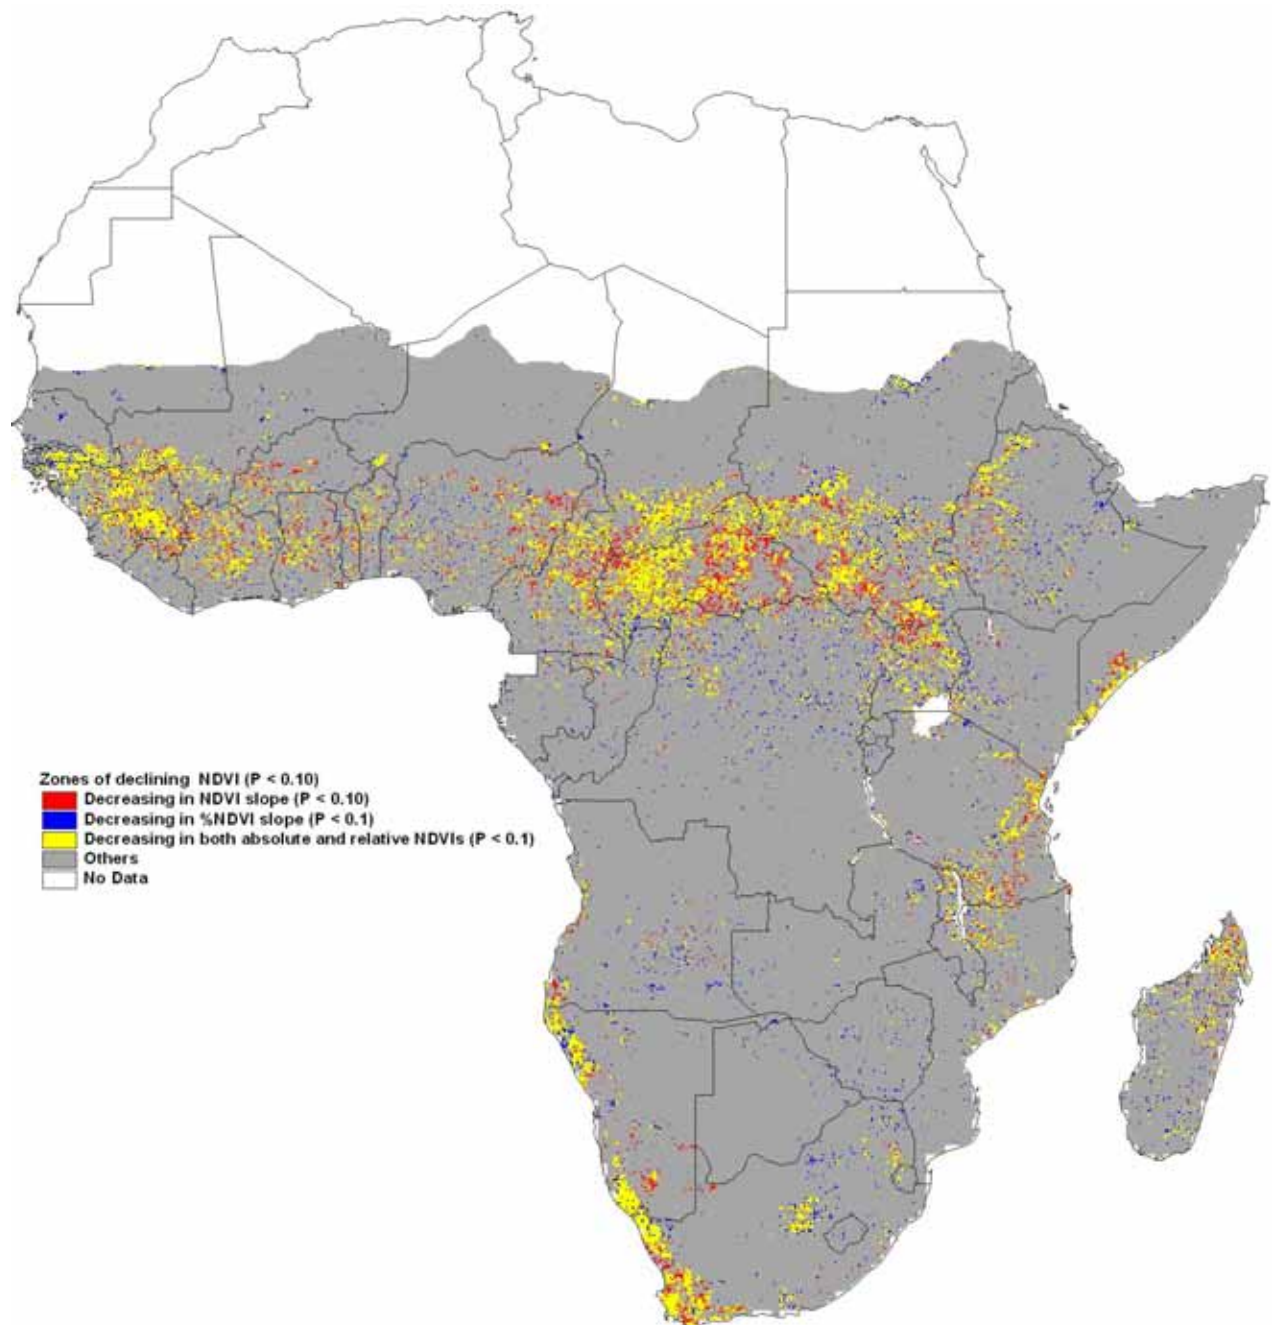 Zones of declining NDVI (P < 0.10)
Decreasing in NDVI slope (P < 0.10)
Decreasing in %NDVI slope (P < 0.1)
Decreasing in both absolute and relative NDVIs (P < 0.1)
Others
No Data